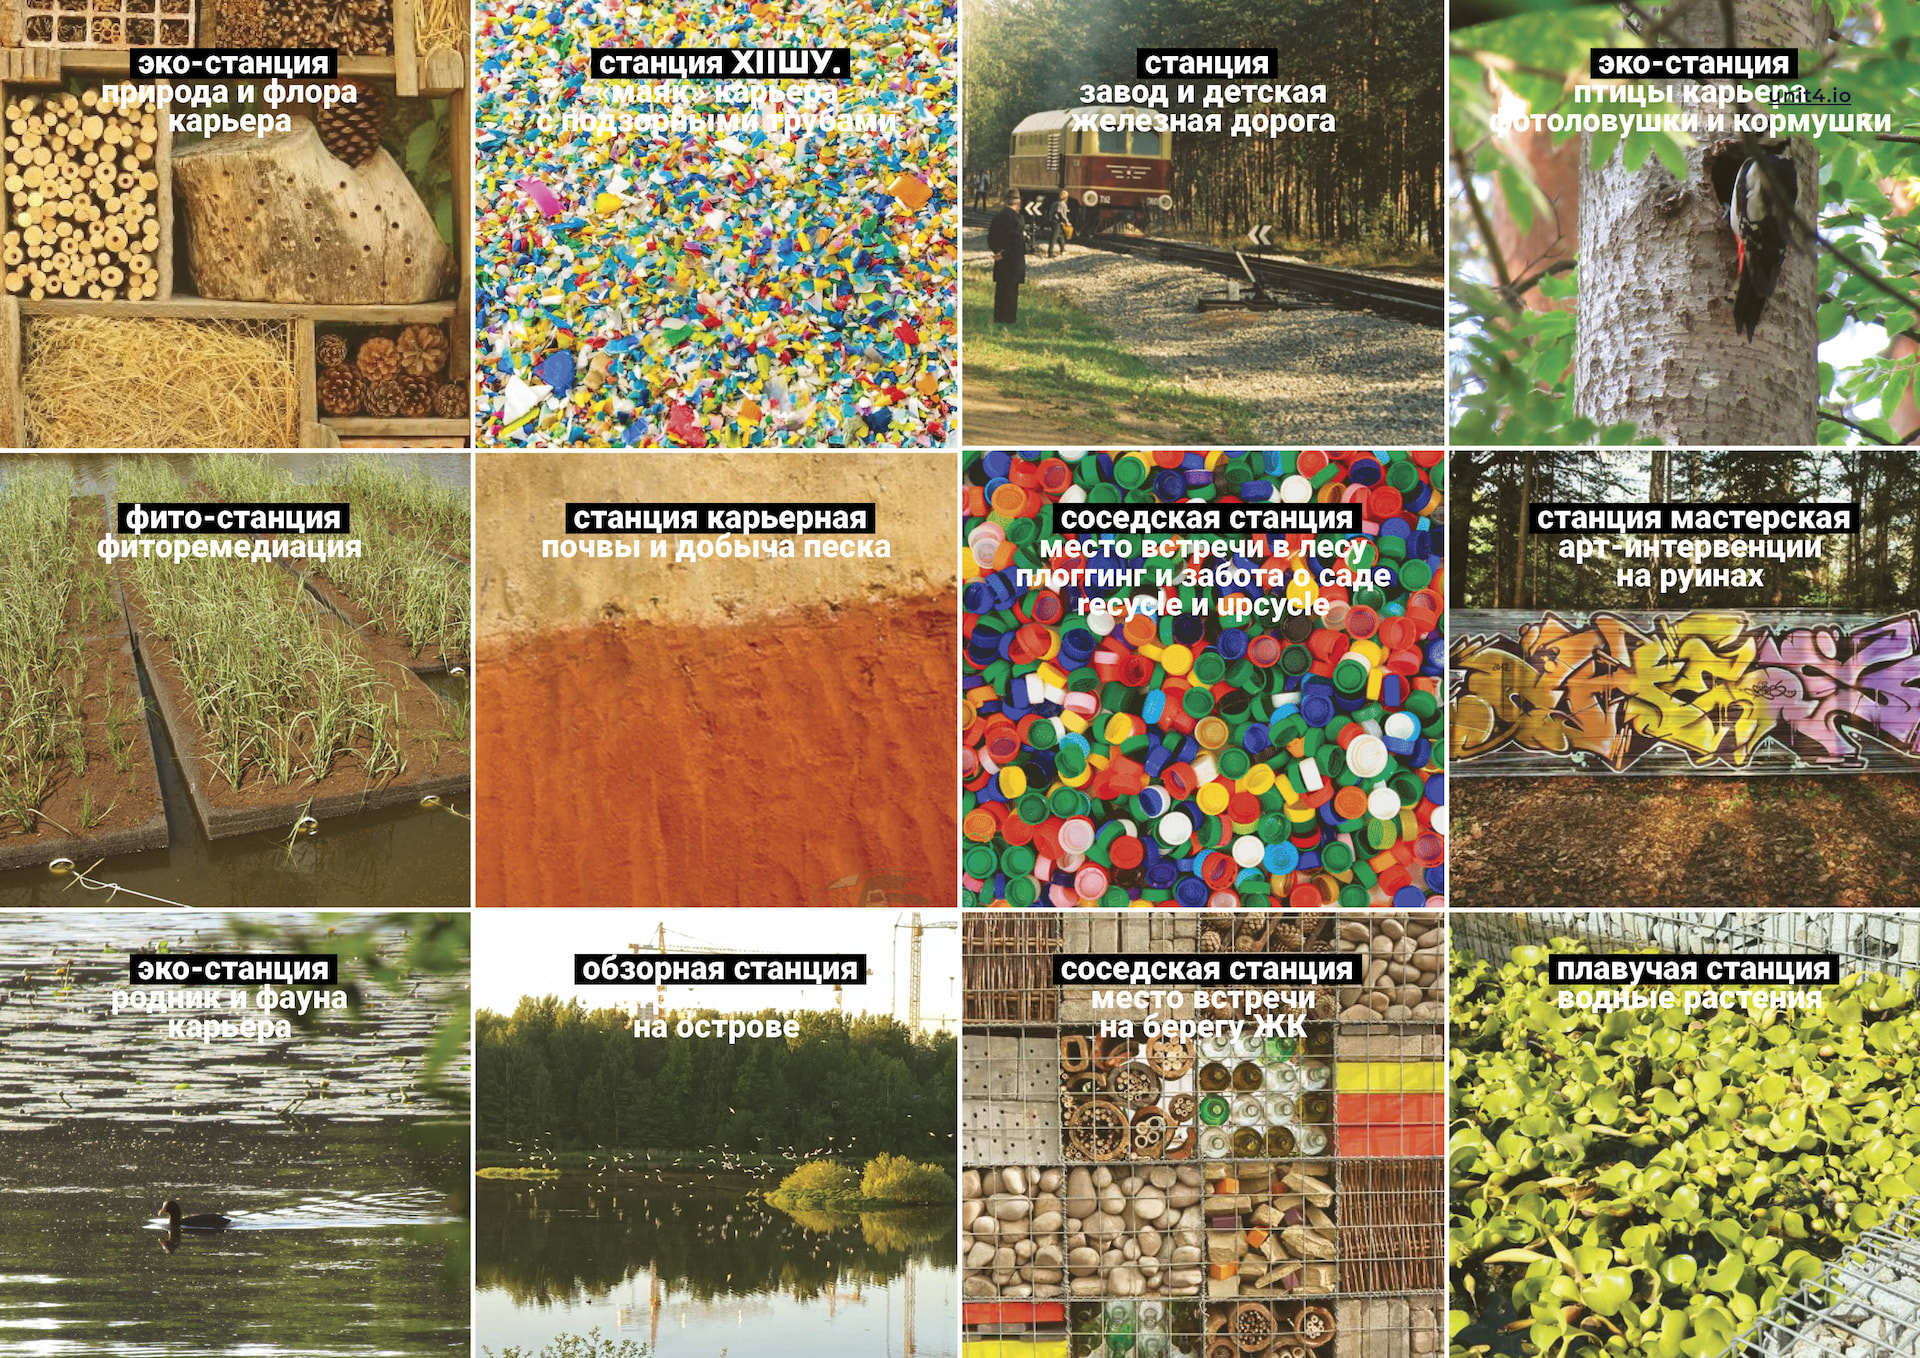 эко-станция
природа и флора
карьера
станция ХІІШУ.
«маяк» карьера
с подзорными трубами
станция
завод и детская
железная дорога
эко-станция
птицы карьера
фотоловушки и кормушки
unit4.io
фито-станция
фиторемедиация
станция карьерная
почвы и добыча песка
соседская станция
место встречи в лесу
плоггинг и забота о саде
recycle и upcycle
станция мастерская
арт-интервенции
на руинах
эко-станция
родник и фауна
карьера
обзорная станция
на острове
соседская станция
место встречи
на берегу ЖК
плавучая станция
водные растения